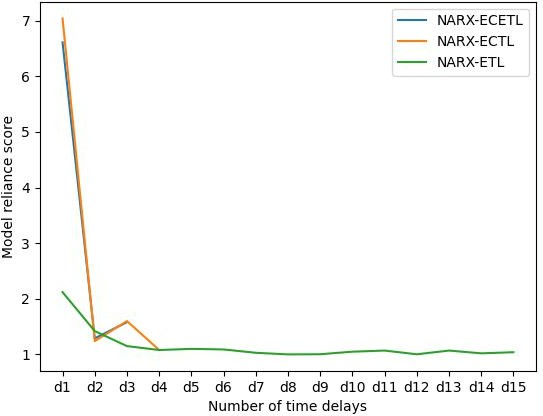 NARX-ECETL
NARX-ECTL
NARX-ETL
Model reliance score
7
6
5
4
3
2
1
d1 d2 d3 d4 d5 d6 d7 d8 d9 d10 d11 d12 d13 d14 d15
Number of time delays